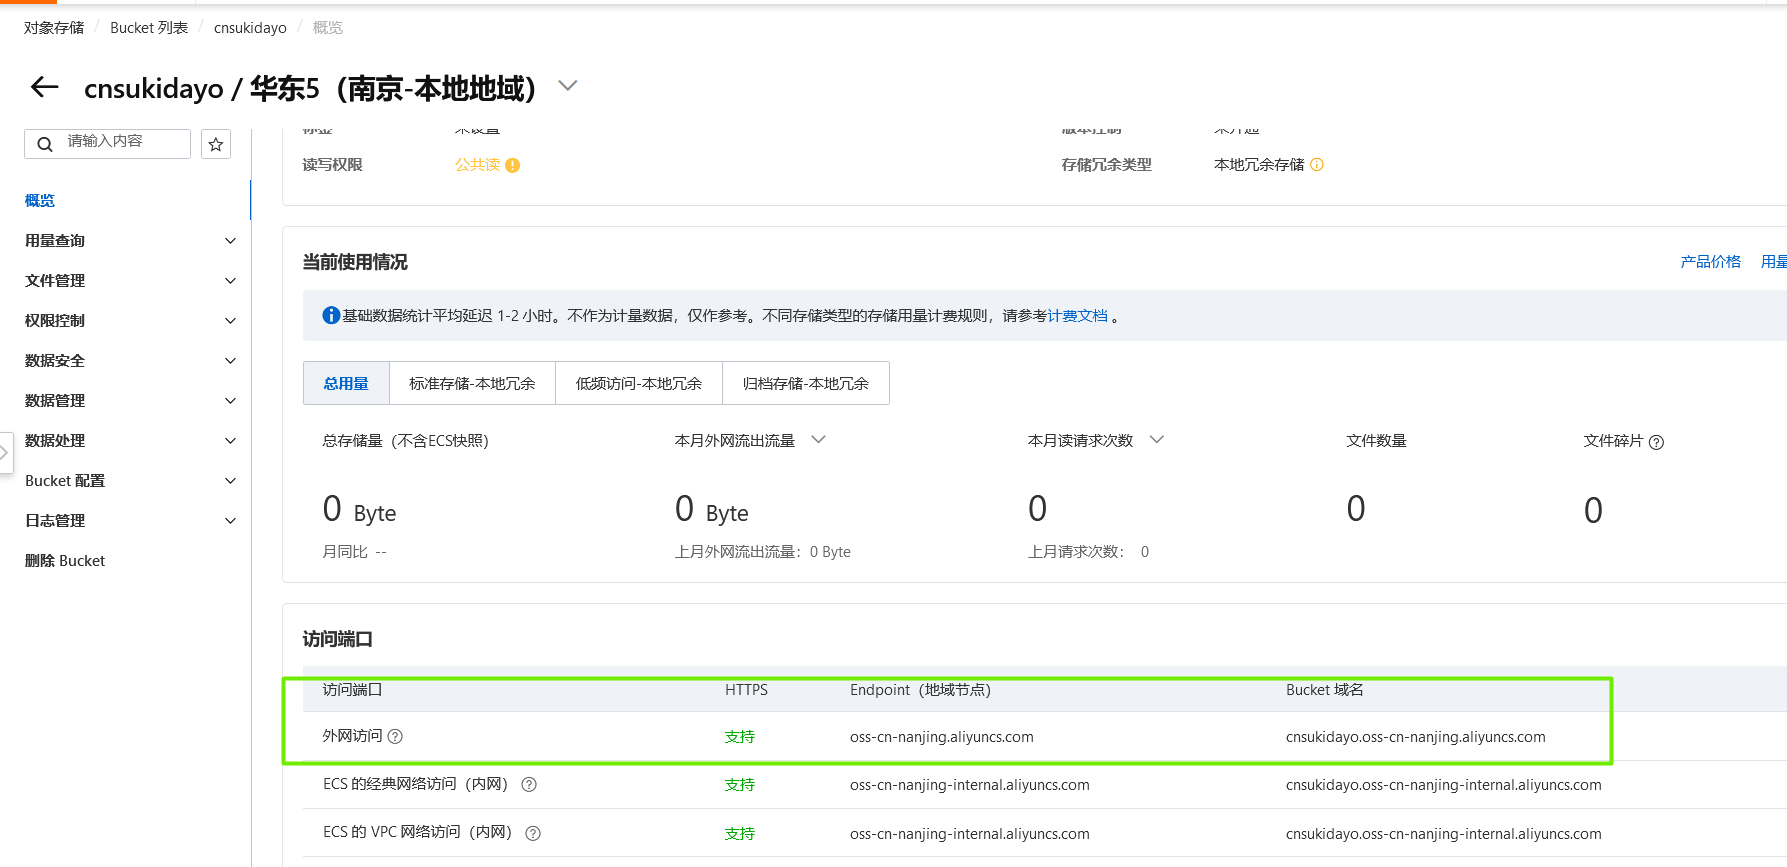 对象存储 / Bucket 列表 / cnsukidayo / 概览
cnsukidayo / 华东5（南京-本地地域）
请输入内容
概览
用量查询
文件管理
权限控制
数据安全
数据管理
数据处理
Bucket 配置
日志管理
删除 Bucket
标签 未设置 版本控制 未开通
读写权限 公共读 存储冗余类型 本地冗余存储
当前使用情况 产品价格 用量
基础数据统计平均延迟 1-2 小时。不作为计量数据，仅作参考。不同存储类型的存储用量计费规则，请参考计费文档 。
总用量 标准存储-本地冗余 低频访问-本地冗余 归档存储-本地冗余
总存储量（不含ECS快照） 本月外网流出流量 本月读请求次数 文件数量 文件碎片
0 Byte 0 Byte 0 0 0
月同比 -- 上月外网流出流量：0 Byte 上月请求次数： 0
访问端口
访问端口 HTTPS Endpoint（地域节点） Bucket 域名
外网访问 支持 oss-cn-nanjing.aliyuncs.com cnsukidayo.oss-cn-nanjing.aliyuncs.com
ECS 的经典网络访问（内网） 支持 oss-cn-nanjing-internal.aliyuncs.com cnsukidayo.oss-cn-nanjing-internal.aliyuncs.com
ECS 的 VPC 网络访问（内网） 支持 oss-cn-nanjing-internal.aliyuncs.com cnsukidayo.oss-cn-nanjing-internal.aliyuncs.com